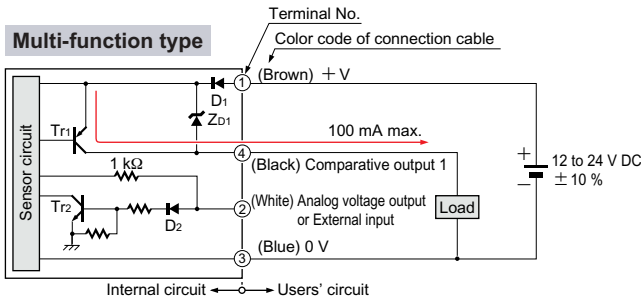 Terminal No.
Multi-function type
Color code of connection cable
1 (Brown) +V
D1
ZD1
Tr1
100 mA max.
Sensor circuit
1 kΩ
4
(Black) Comparative output 1
+
12 to 24 V DC
−
±10 %
Tr2
2
(White) Analog voltage output
or External input
D2
Load
(Blue) 0 V
3
Internal circuit
Users' circuit